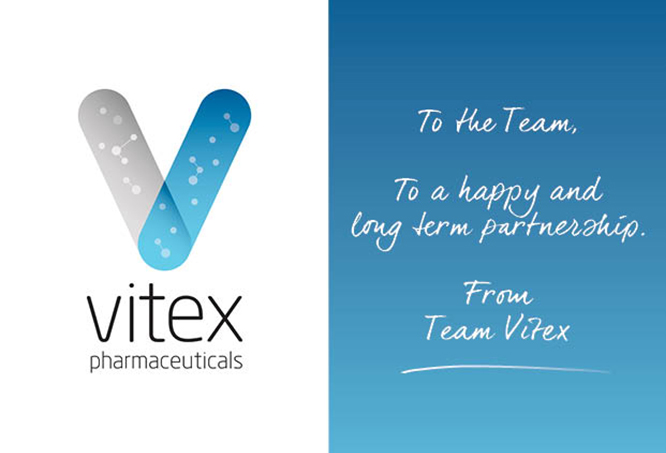 vitex
pharmaceuticals
To the Team,
To a happy and
long term partnership.
From
Team Vitex